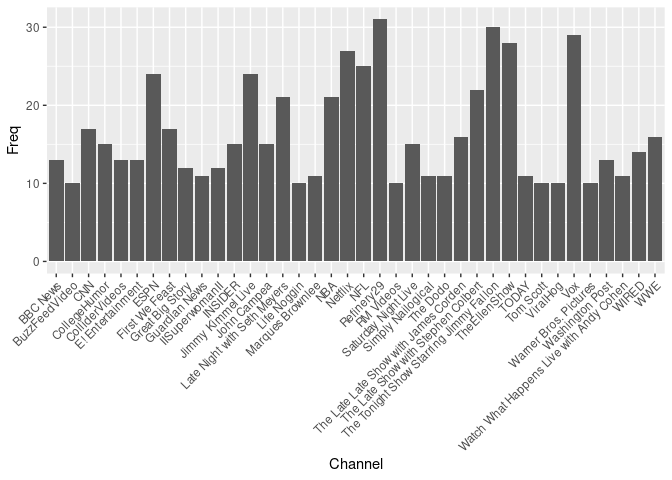 30
20
10
0
Freq
BBC News
BuzzFeedVideo
CNN
CollegeHumor
ColliderVideos
E! Entertainment
ESPN
First We Feast
Great Big Story
Guardian News
IISuperwomanII
INSIDER
Jimmy Kimmel Live
John Campea
Late Night with Seth Meyers
Life Noggin
Marques Brownlee
NBA
Netflix
NFL
Refinery29
RM Videos
Saturday Night Live
Simply Nailogical
The Dodo
The Late Late Show with James Corden
The Late Show with Stephen Colbert
The Tonight Show Starring Jimmy Fallon
TheEllenShow
TODAY
Tom Scott
ViralHog
Vox
Warner Bros. Pictures
Washington Post
Watch What Happens Live with Andy Cohen
WIRED
WWE
Channel